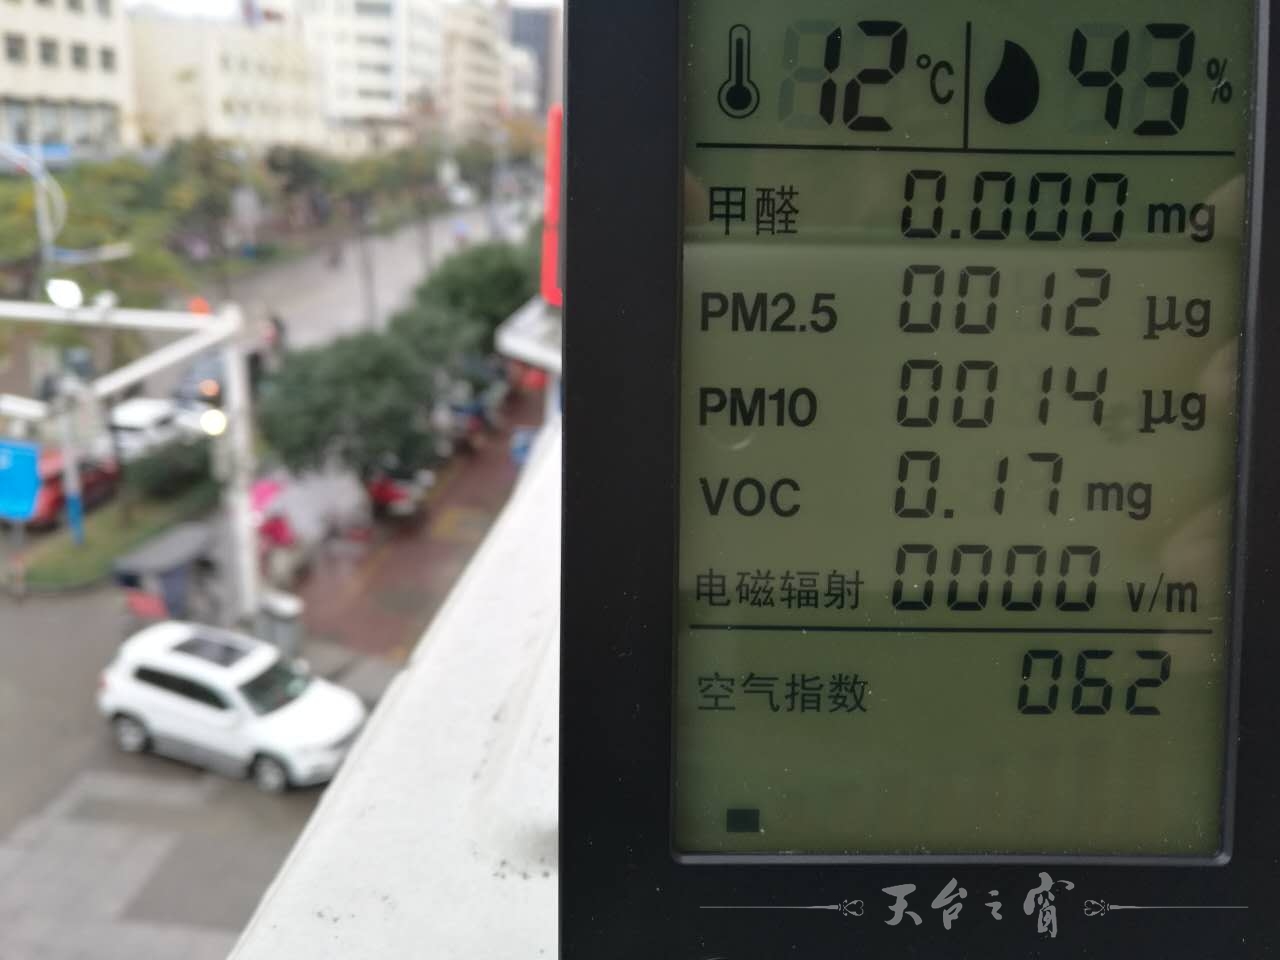 12℃ 43%
甲醛 0.000 mg
PM2.5 0012 μg
PM10 0014 μg
VOC 0.17 mg
电磁辐射 0000 v/m
空气指数 062
天台之窗